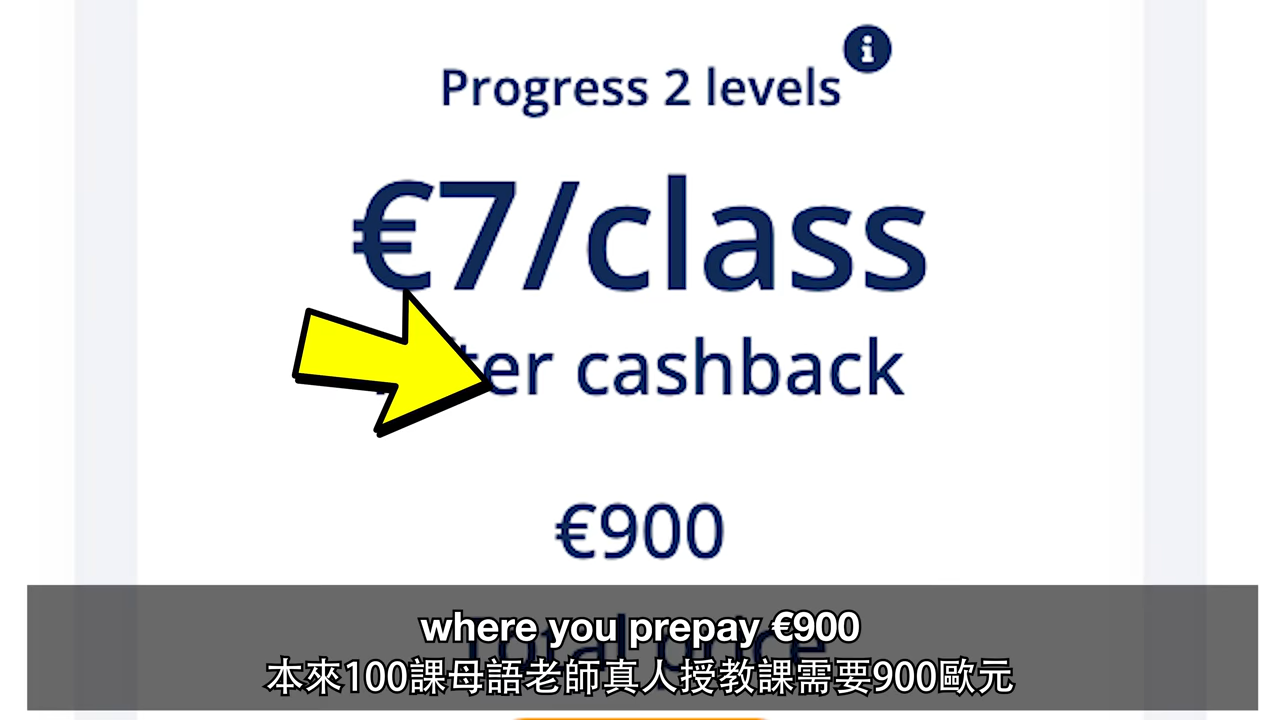 Progress 2 levels
€7/class
cashback
€900
where you prepay €900
本來100課母語老師真人授教課需要900歐元